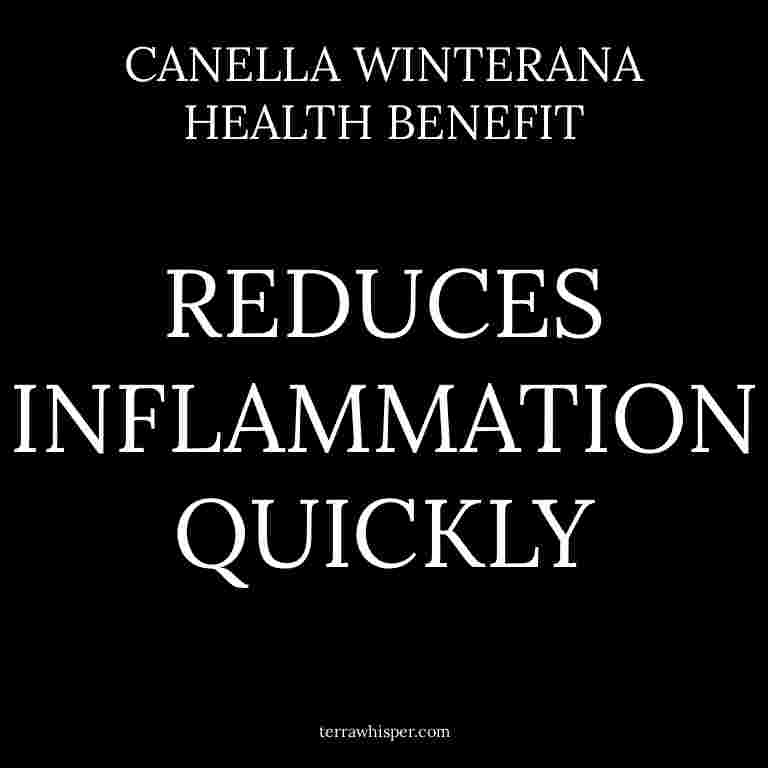 CANELLA WINTERANA
HEALTH BENEFIT
REDUCES
INFLAMMATION
QUICKLY
terrawhisper.com